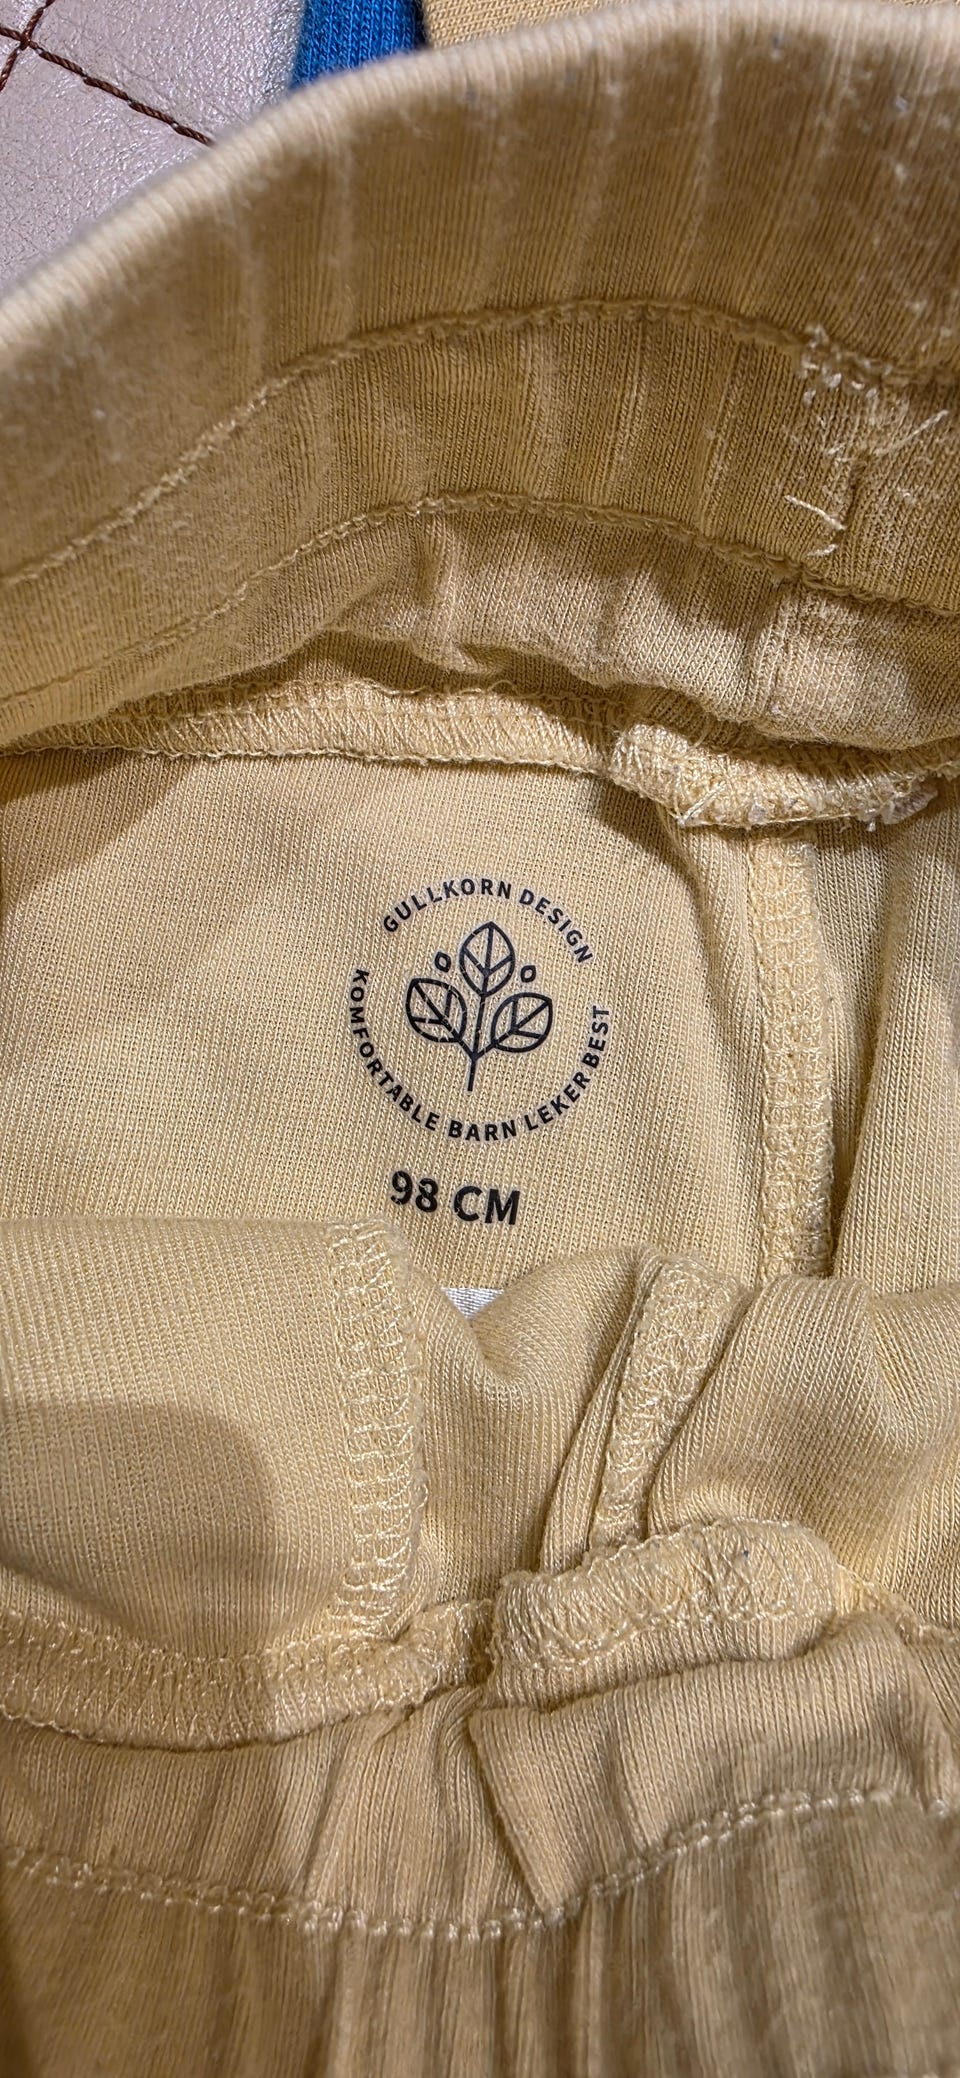 GULLKORN DESIGN
KOMFORTABLE BARN LEKER BEST
98 CM